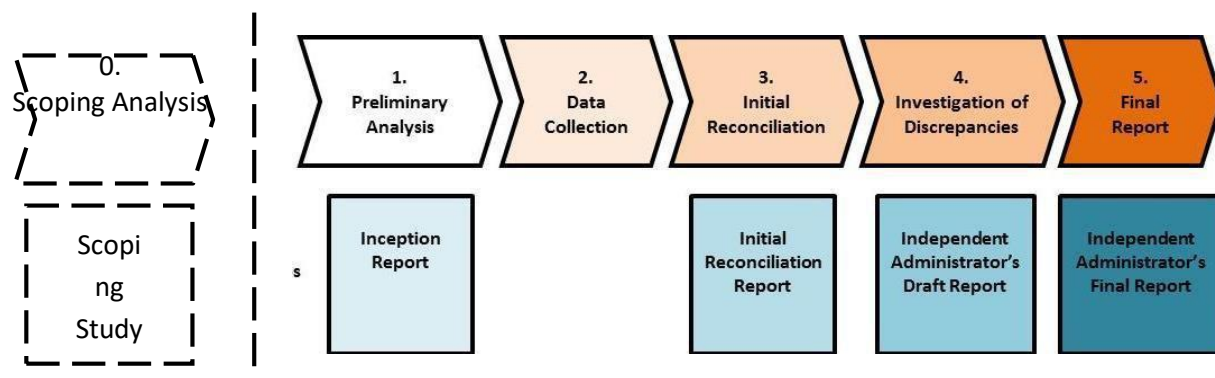 0.
Scoping Analysis
1.
Preliminary
Analysis
2.
Data
Collection
3.
Initial
Reconciliation
4.
Investigation of
Discrepancies
5.
Final
Report
Scopi
ng
Study
s
Inception
Report
Initial
Reconciliation
Report
Independent
Administrator’s
Draft Report
Independent
Administrator’s
Final Report